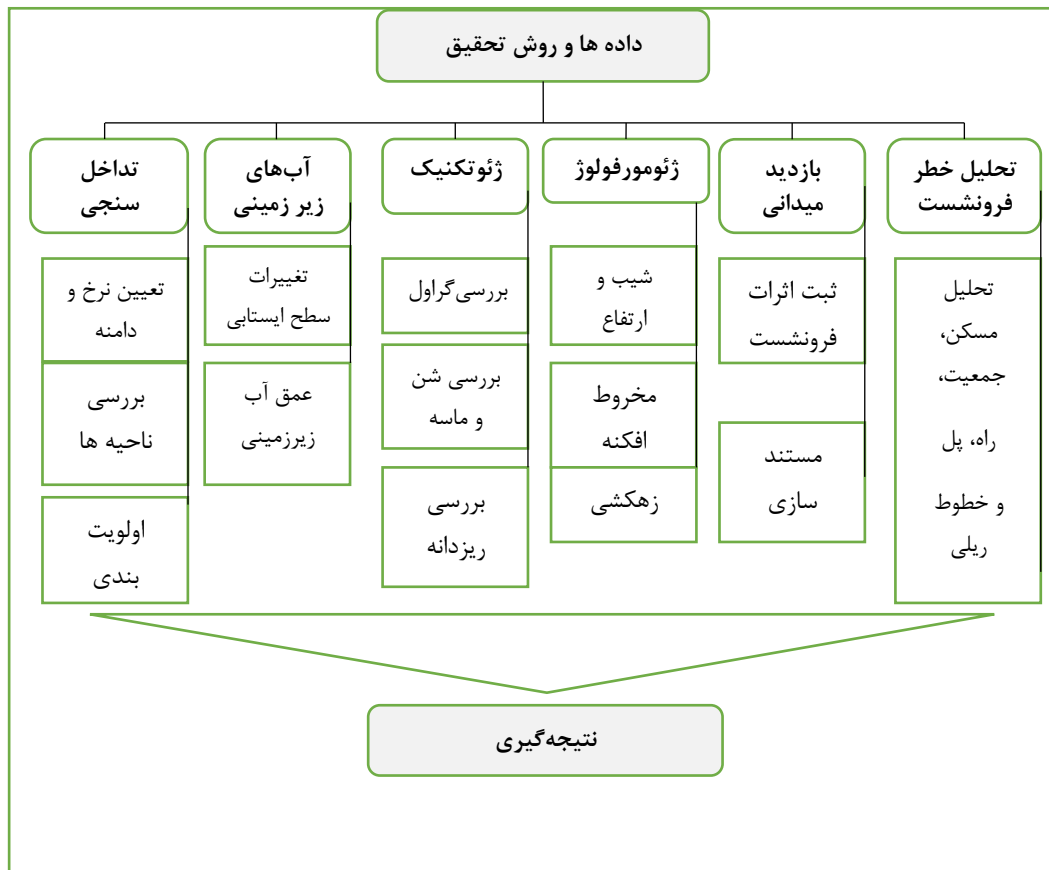 داده ها و روش تحقیق
تحلیل خطر
فرونشست
تحلیل
مسکن،
جمعیت،
راه، پل
و خطوط
ریلی
بازدید
میدانی
ثبت اثرات
فرونشست
مستند
سازی
ژئومورفولوژ
شیب و
ارتفاع
مخروط
افکنه
زهکشی
ژئوتکنیک
بررسی‌گراول
بررسی شن
و ماسه
بررسی
ریزدانه
آب‌های
زیر زمینی
تغییرات
سطح ایستابی
عمق آب
زیرزمینی
تداخل
سنجی
تعیین نرخ و
دامنه
بررسی
ناحیه ها
اولویت
بندی
نتیجه‌گیری